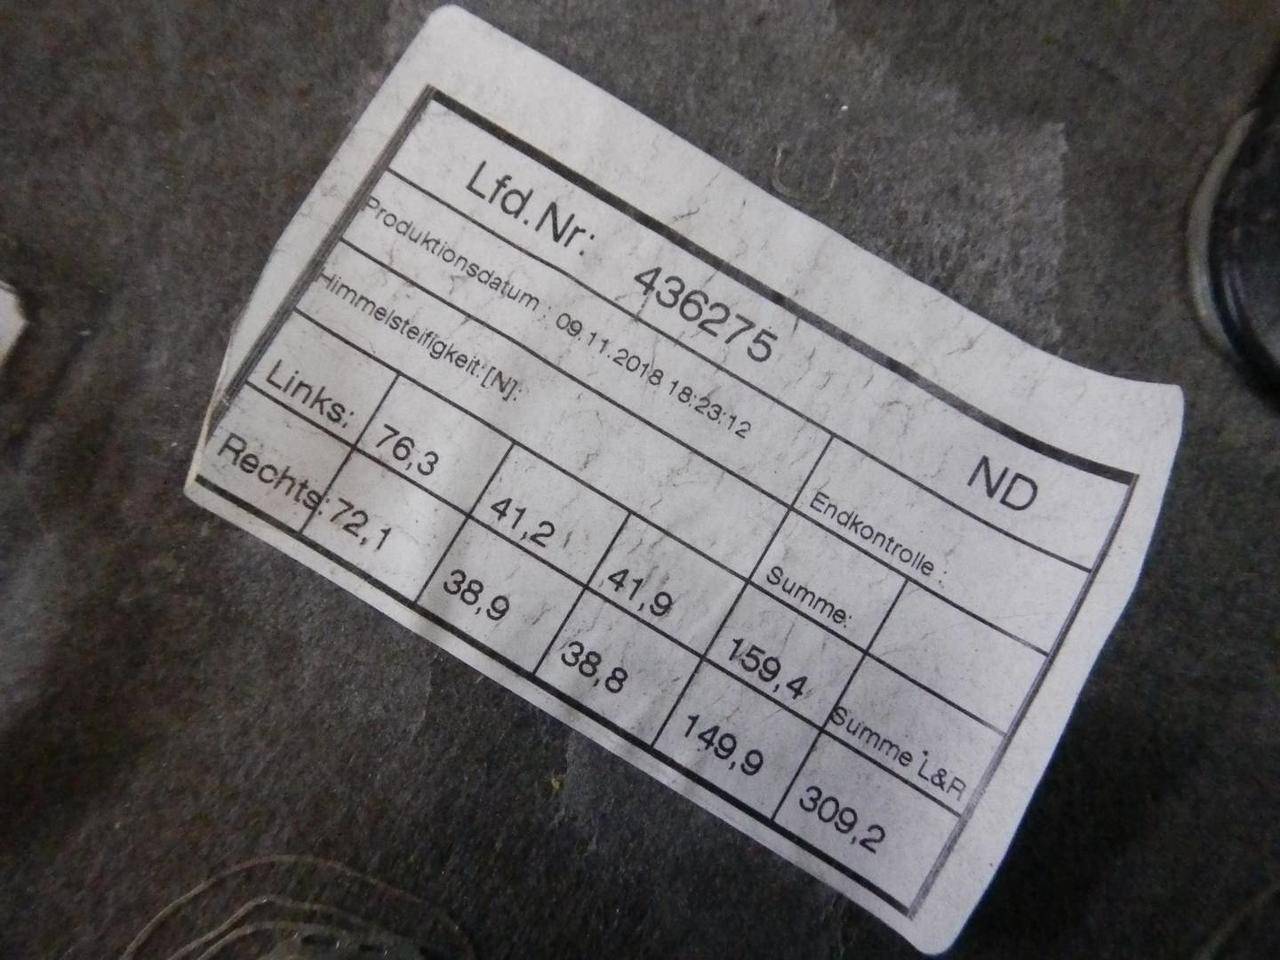 Lfd.Nr: 436275 ND
Produktionsdatum : 09.11.2018 18:23:12 Endkontrolle :
Himmelsteifigkeit:[N]: Summe:
Links: 76,3 41,2 41,9 159,4 Summe L&R
Rechts: 72,1 38,9 38,8 149,9 309,2